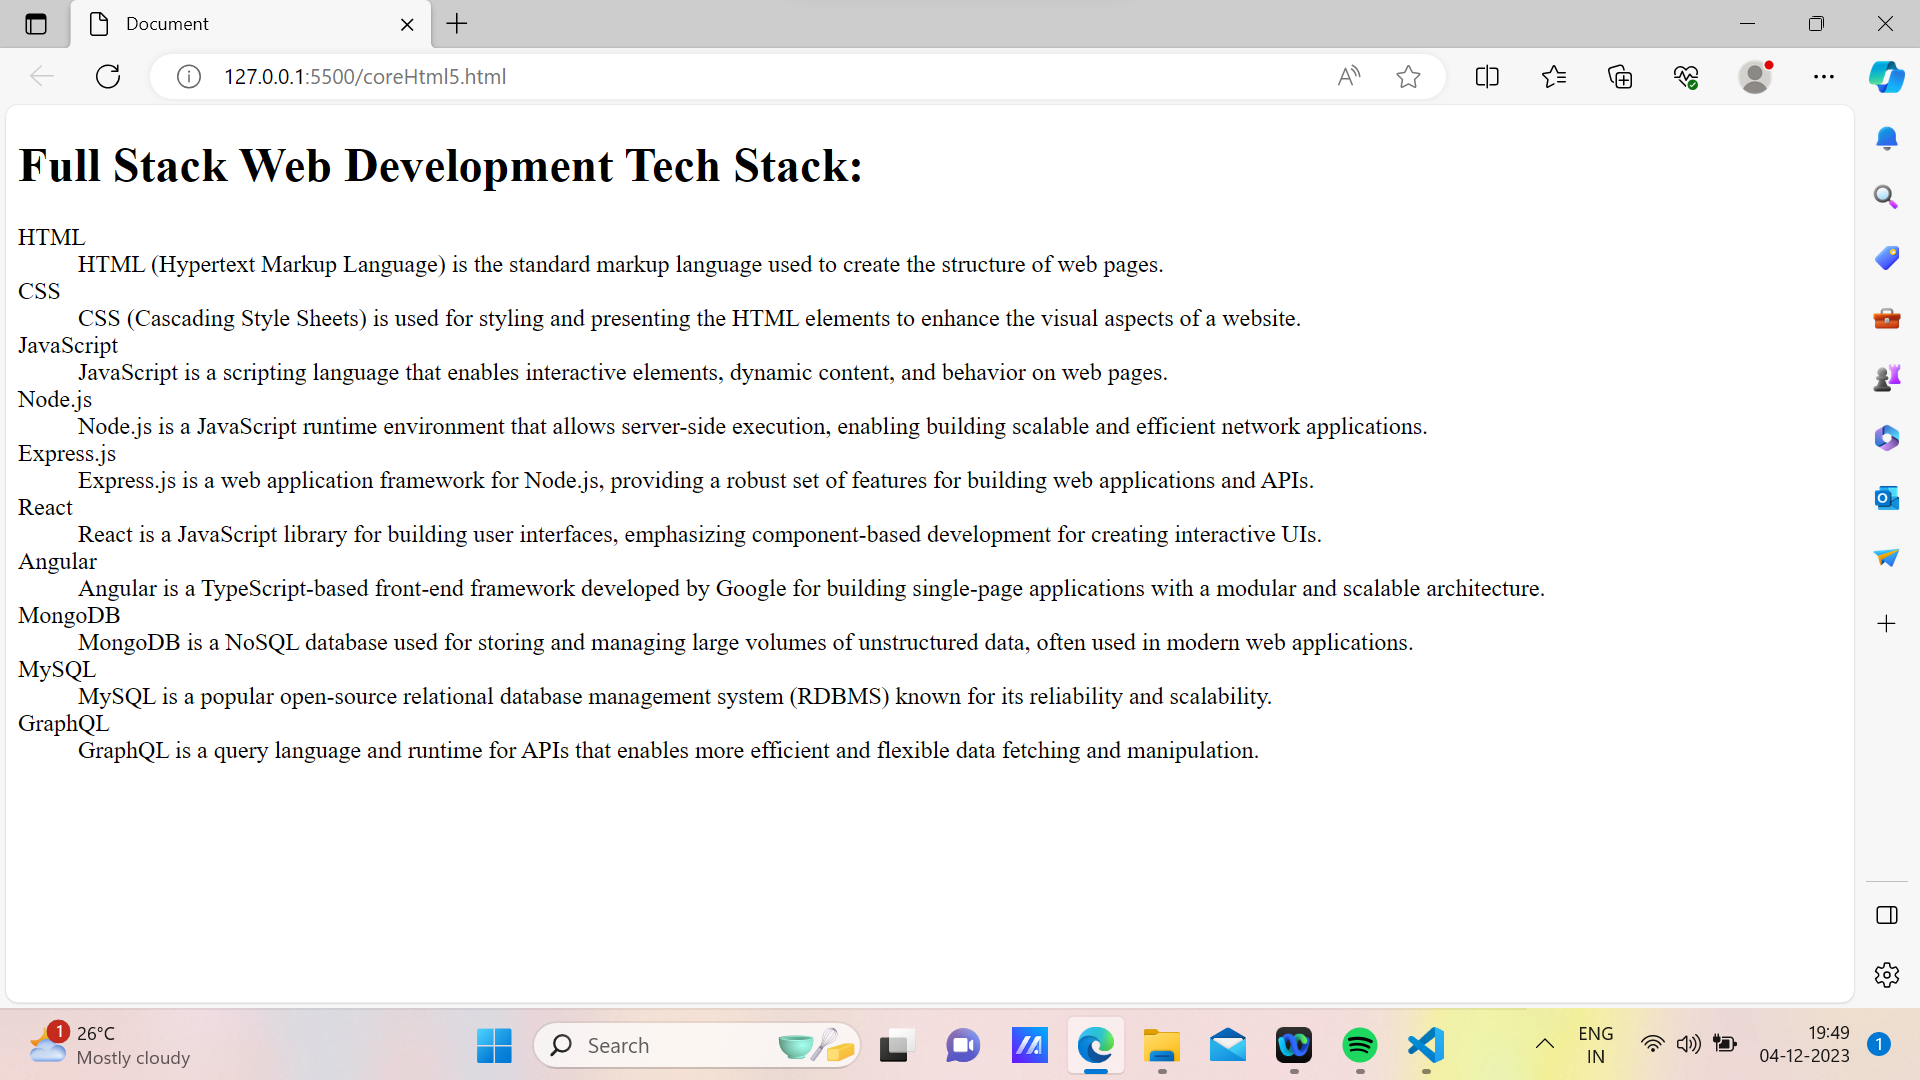 Document
127.0.0.1:5500/coreHtml5.html
Full Stack Web Development Tech Stack:
HTML
HTML (Hypertext Markup Language) is the standard markup language used to create the structure of web pages.
CSS
CSS (Cascading Style Sheets) is used for styling and presenting the HTML elements to enhance the visual aspects of a website.
JavaScript
JavaScript is a scripting language that enables interactive elements, dynamic content, and behavior on web pages.
Node.js
Node.js is a JavaScript runtime environment that allows server-side execution, enabling building scalable and efficient network applications.
Express.js
Express.js is a web application framework for Node.js, providing a robust set of features for building web applications and APIs.
React
React is a JavaScript library for building user interfaces, emphasizing component-based development for creating interactive UIs.
Angular
Angular is a TypeScript-based front-end framework developed by Google for building single-page applications with a modular and scalable architecture.
MongoDB
MongoDB is a NoSQL database used for storing and managing large volumes of unstructured data, often used in modern web applications.
MySQL
MySQL is a popular open-source relational database management system (RDBMS) known for its reliability and scalability.
GraphQL
GraphQL is a query language and runtime for APIs that enables more efficient and flexible data fetching and manipulation.
1
26°C
Mostly cloudy
Search
ENG
IN
19:49
04-12-2023
1